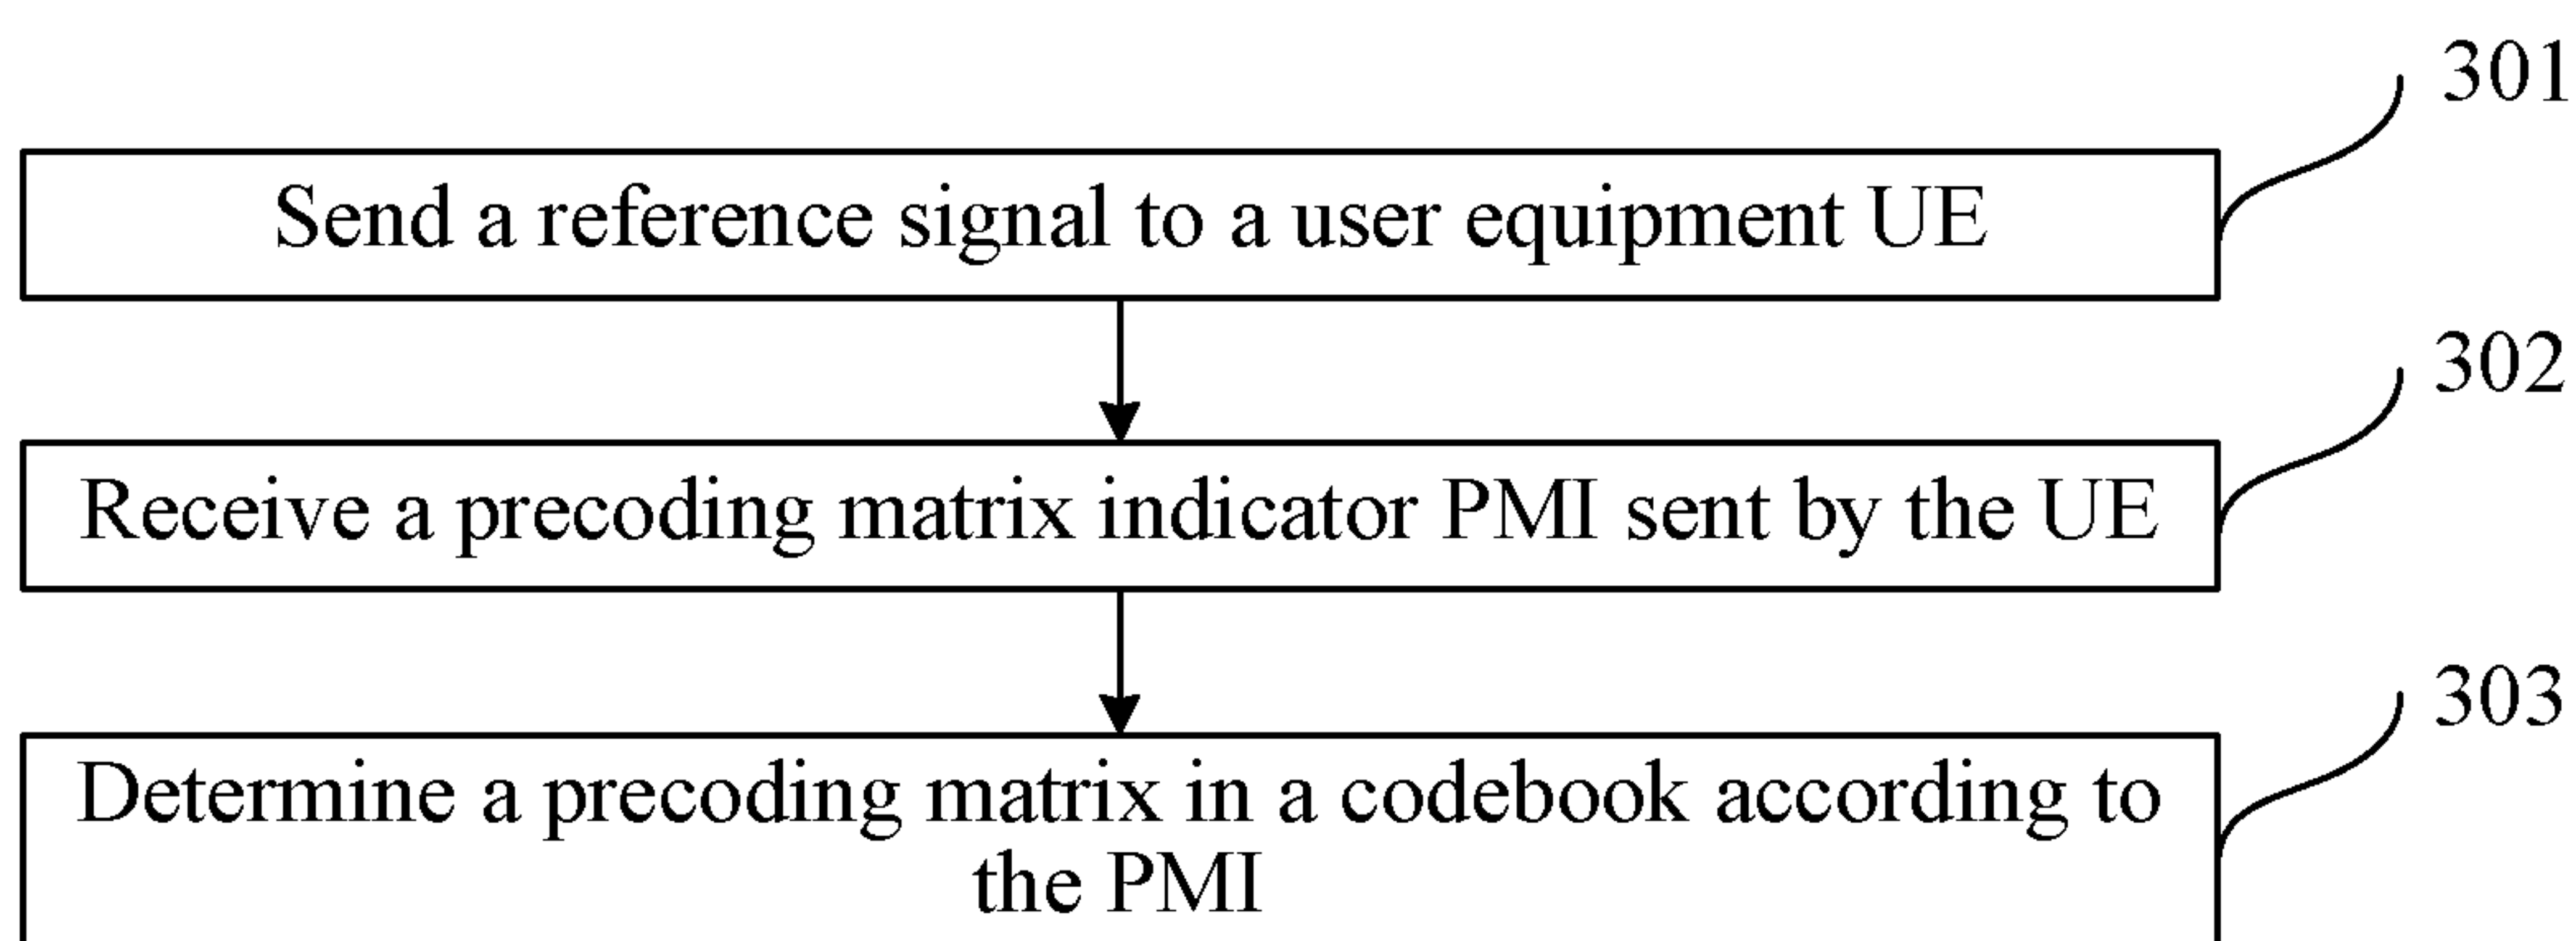 301
Send a reference signal to a user equipment UE
302
Receive a precoding matrix indicator PMI sent by the UE
303
Determine a precoding matrix in a codebook according to
the PMI